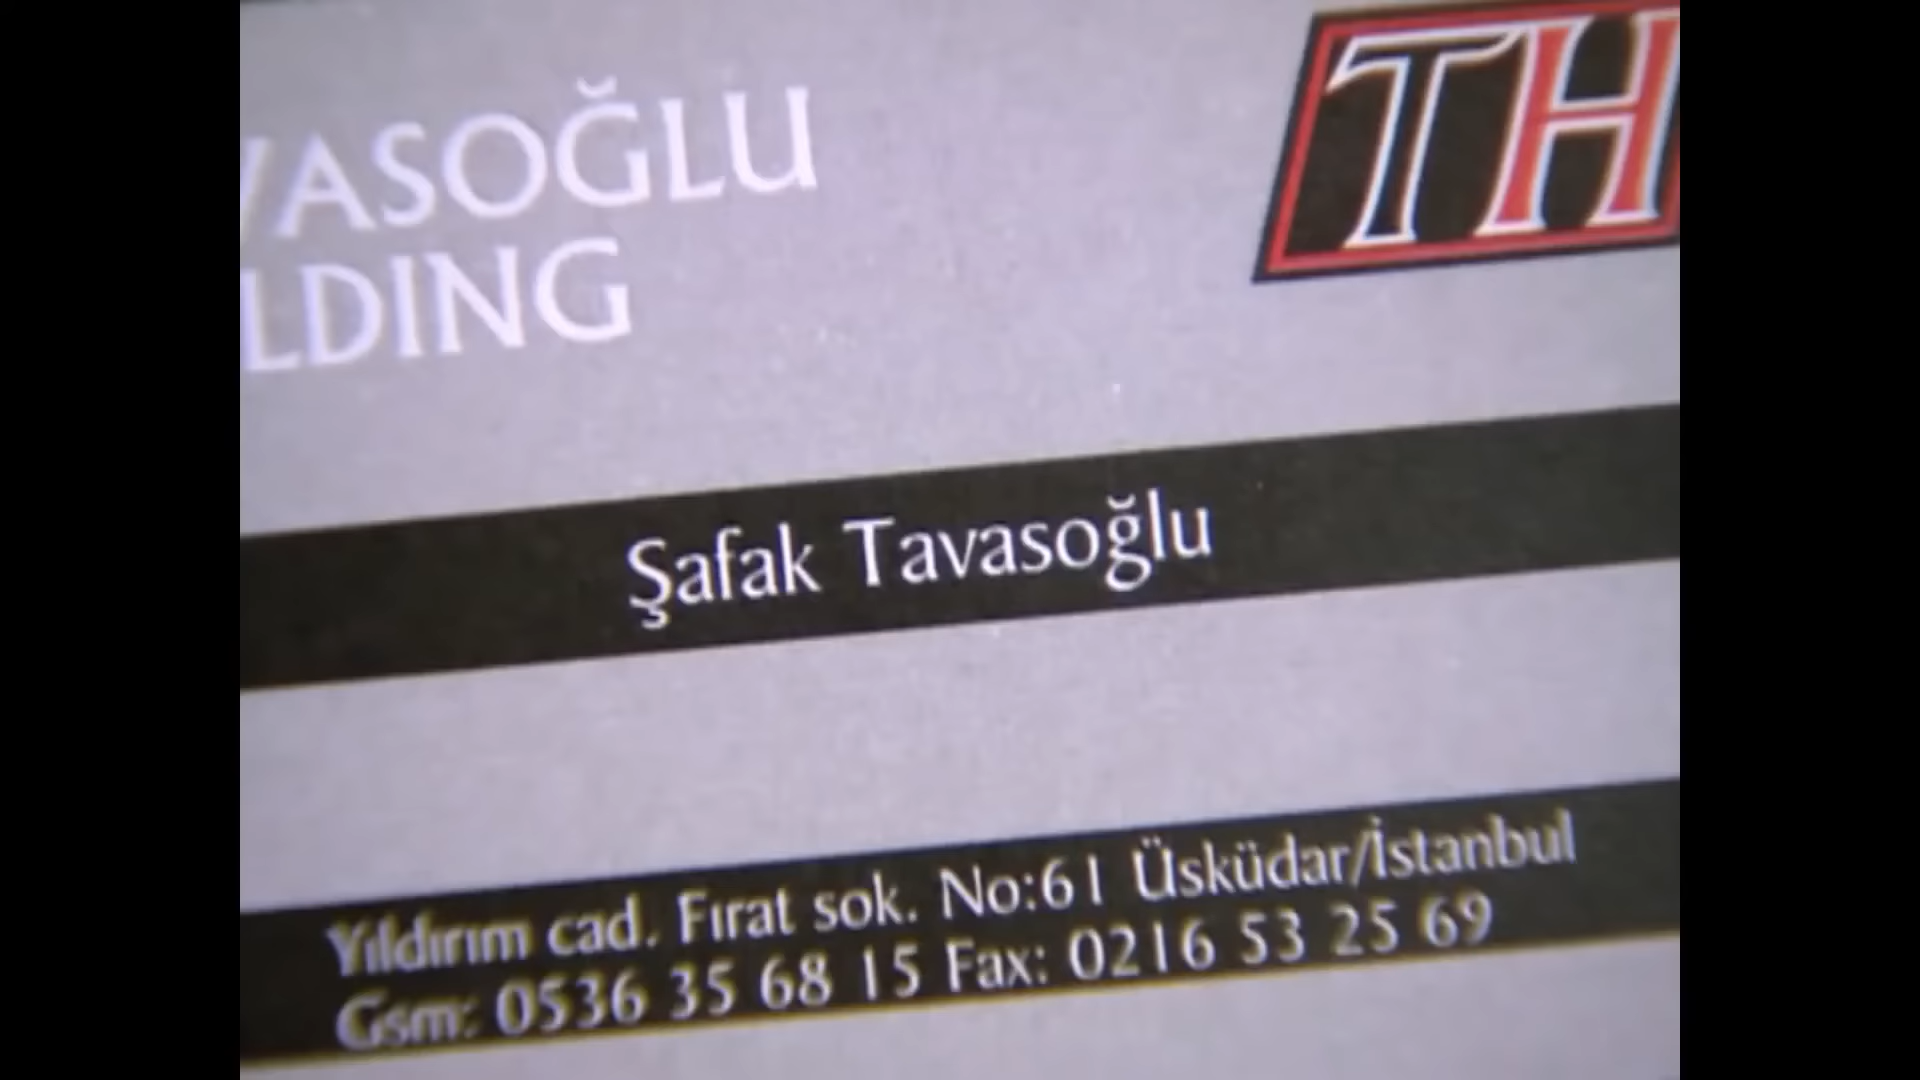 VASOĞLU
LDING
TH
Şafak Tavasoğlu
Yıldırım cad. Fırat sok. No:61 Üsküdar/İstanbul
Gsm: 0536 35 68 15 Fax: 0216 53 25 69